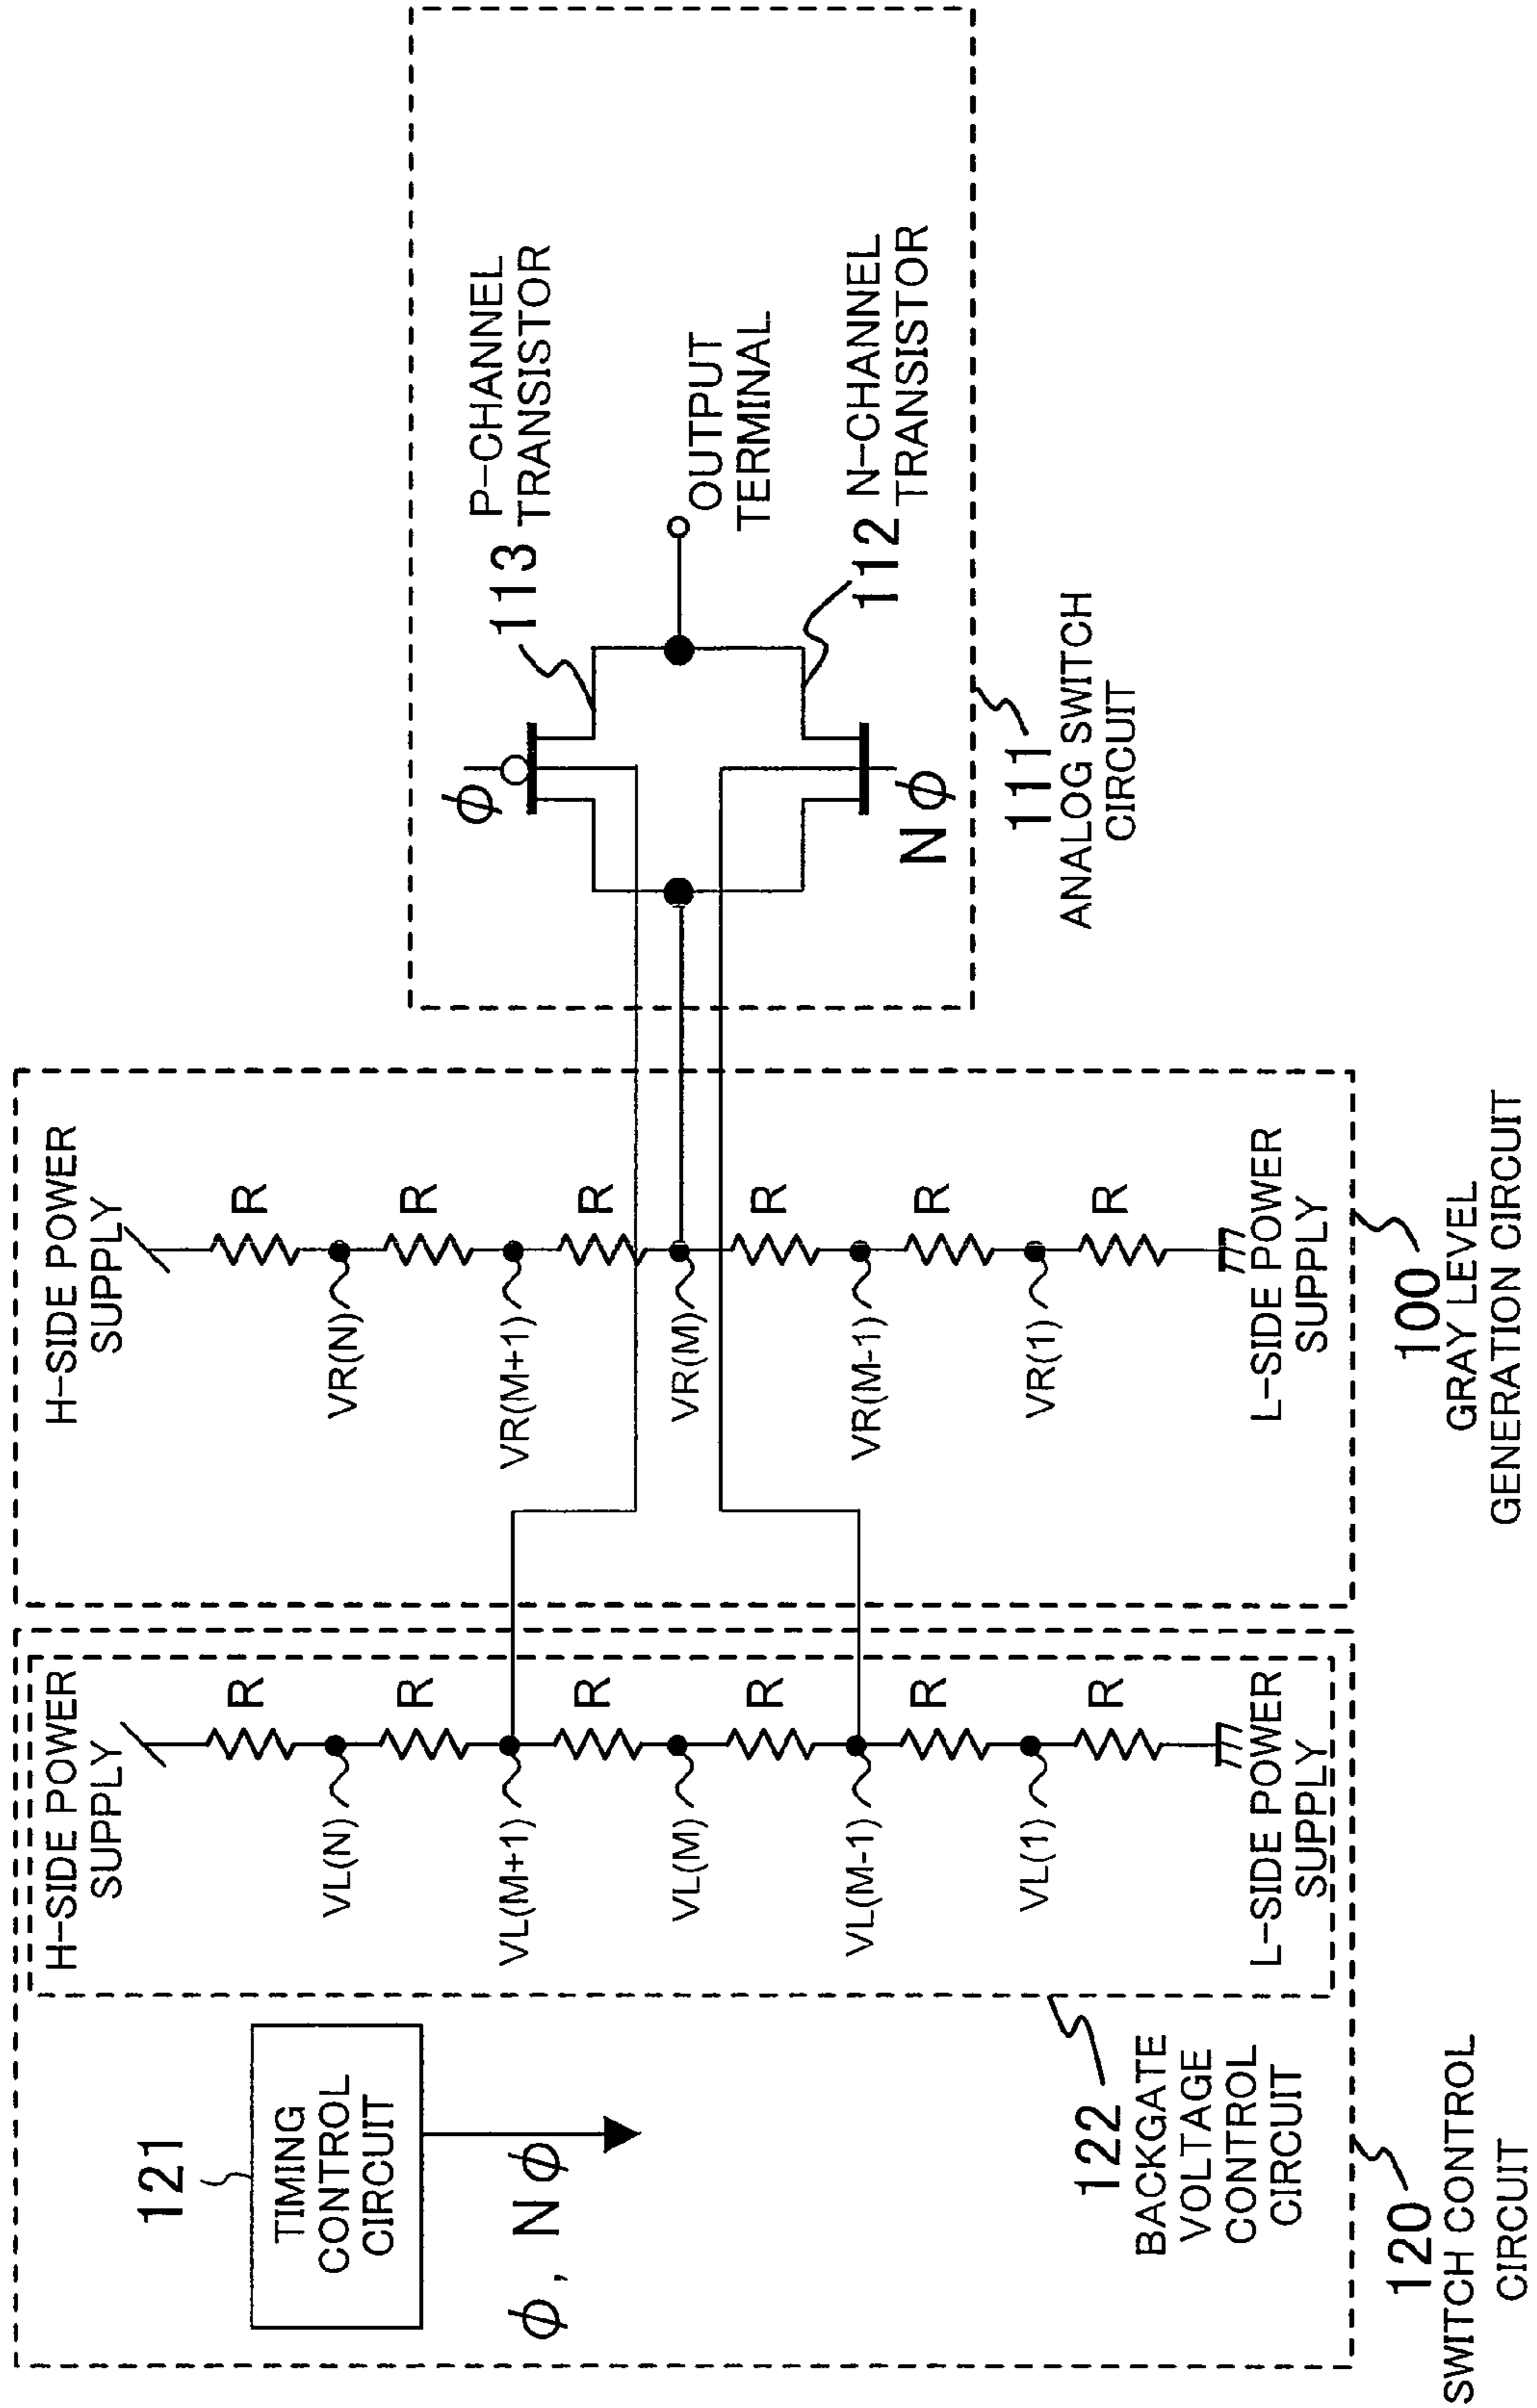 121
TIMING
CONTROL
CIRCUIT
ϕ, Nϕ
H-SIDE POWER
SUPPLY
R
VL(N)
R
VL(M+1)
R
VL(M)
R
VL(M-1)
R
VL(1)
R
L-SIDE POWER
SUPPLY
122
BACKGATE
VOLTAGE
CONTROL
CIRCUIT
120
SWITCH CONTROL
CIRCUIT
H-SIDE POWER
SUPPLY
R
VR(N)
R
VR(M+1)
R
VR(M)
R
VR(M-1)
R
VR(1)
R
L-SIDE POWER
SUPPLY
100
GRAY LEVEL
GENERATION CIRCUIT
P-CHANNEL
113 TRANSISTOR
ϕ
OUTPUT
TERMINAL
112 N-CHANNEL
TRANSISTOR
Nϕ
111
ANALOG SWITCH
CIRCUIT